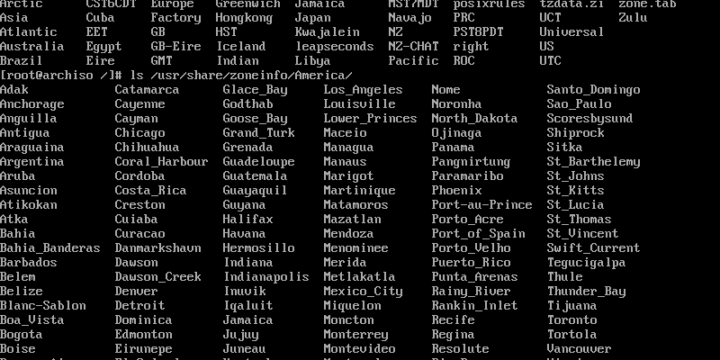 Arctic CST6CDT Europe Greenwich Jamaica MST7MDT posixrules tzdata.zi zone.tab
Asia Cuba Factory Hongkong Japan Navajo PRC UCT Zulu
Atlantic EET GB HST Kwajalein NZ PST8PDT Universal
Australia Egypt GB-Eire Iceland leapseconds NZ-CHAT right US
Brazil Eire GMT Indian Libya Pacific ROC UTC
[root@archiso /]# ls /usr/share/zoneinfo/America/
Adak Catamarca Glace_Bay Los_Angeles Nome Santo_Domingo
Anchorage Cayenne Godthab Louisville Noronha Sao_Paulo
Anguilla Cayman Goose_Bay Lower_Princes North_Dakota Scoresbysund
Antigua Chicago Grand_Turk Maceio Ojinaga Shiprock
Araguaina Chihuahua Grenada Managua Panama Sitka
Argentina Coral_Harbour Guadeloupe Manaus Pangnirtung St_Barthelemy
Aruba Cordoba Guatemala Marigot Paramaribo St_Johns
Asuncion Costa_Rica Guayaquil Martinique Phoenix St_Kitts
Atikokan Creston Guyana Matamoros Port-au-Prince St_Lucia
Atka Cuiaba Halifax Mazatlan Porto_Acre St_Thomas
Bahia Curacao Havana Mendoza Port_of_Spain St_Vincent
Bahia_Banderas Danmarkshavn Hermosillo Menominee Porto_Velho Swift_Current
Barbados Dawson Indiana Merida Puerto_Rico Tegucigalpa
Belem Dawson_Creek Indianapolis Metlakatla Punta_Arenas Thule
Belize Denver Inuvik Mexico_City Rainy_River Thunder_Bay
Blanc-Sablon Detroit Iqaluit Miquelon Rankin_Inlet Tijuana
Boa_Vista Dominica Jamaica Moncton Recife Toronto
Bogota Edmonton Jujuy Monterrey Regina Tortola
Boise Eirunepe Juneau Montevideo Resolute Vancouver